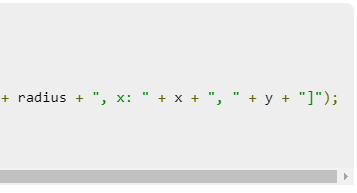 + radius + ", x: " + x + ", " + y + "]");